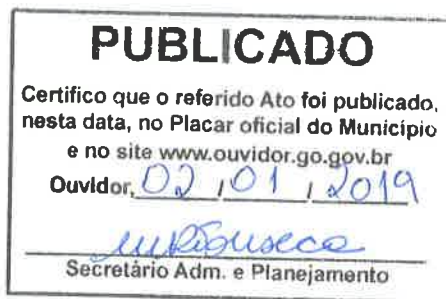 PUBLICADO
Certifico que o referido Ato foi publicado,
nesta data, no Placar oficial do Município
e no site www.ouvidor.go.gov.br
Ouvidor, 02 / 01 / 2019
Secretário Adm. e Planejamento